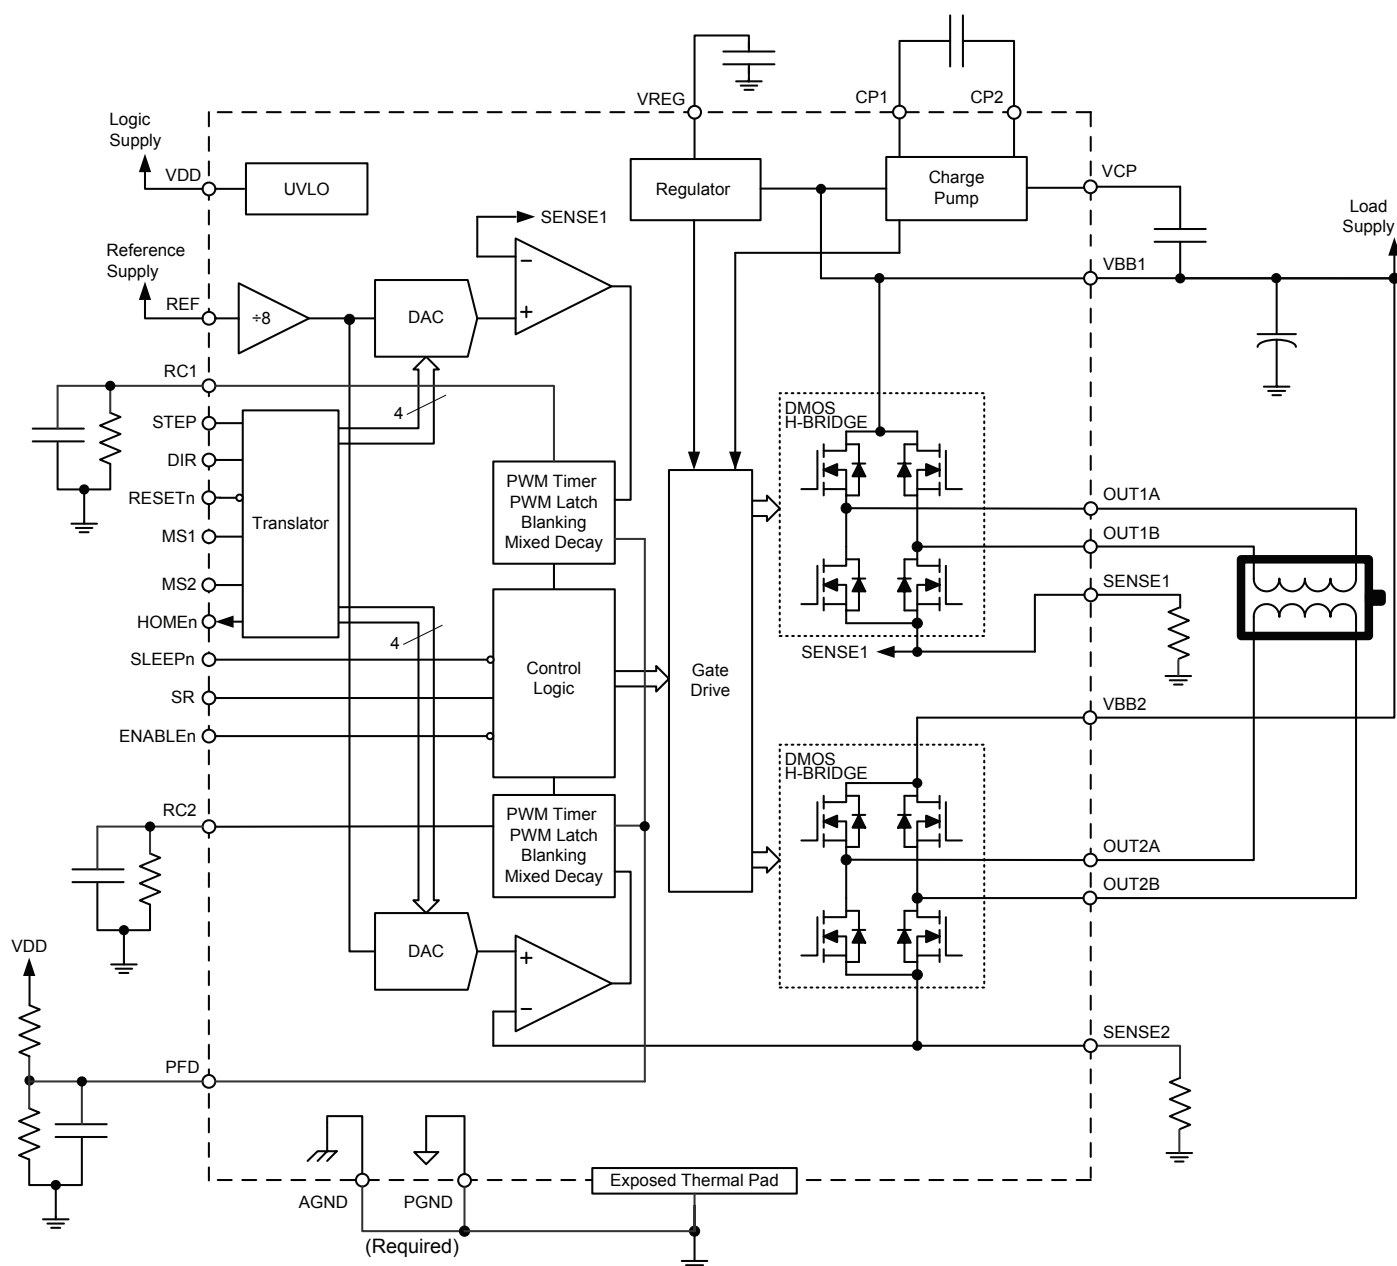 VREG
CP1
CP2
Logic
Supply
VDD
UVLO
Regulator
Charge
Pump
VCP
Load
Supply
SENSE1
Reference
Supply
REF
÷8
DAC
−
+
VBB1
RC1
4
STEP
DIR
RESETn
MS1
MS2
HOMEn
Translator
PWM Timer
PWM Latch
Blanking
Mixed Decay
DMOS
H-BRIDGE
OUT1A
OUT1B
SENSE1
SENSE1
4
SLEEPn
SR
ENABLEn
Control
Logic
Gate
Drive
VBB2
DMOS
H-BRIDGE
RC2
PWM Timer
PWM Latch
Blanking
Mixed Decay
OUT2A
OUT2B
VDD
DAC
+
−
SENSE2
PFD
AGND
PGND
Exposed Thermal Pad
(Required)